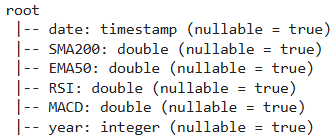 root
 |-- date: timestamp (nullable = true)
 |-- SMA200: double (nullable = true)
 |-- EMA50: double (nullable = true)
 |-- RSI: double (nullable = true)
 |-- MACD: double (nullable = true)
 |-- year: integer (nullable = true)